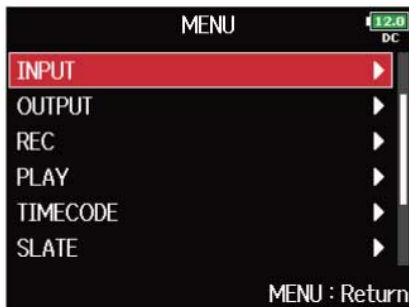 MENU
12.0
DC
INPUT
OUTPUT
REC
PLAY
TIMECODE
SLATE
MENU : Return